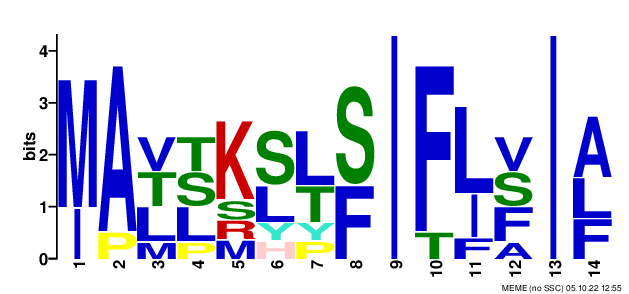 bits
4
3
2
1
0
M A V T K S L S I F L V I A
I P T S S L T F T I S L
L L R Y Y F F F
M P M H P A
1 2 3 4 5 6 7 8 9 10 11 12 13 14
MEME (no SSC) 05.10.22 12:55